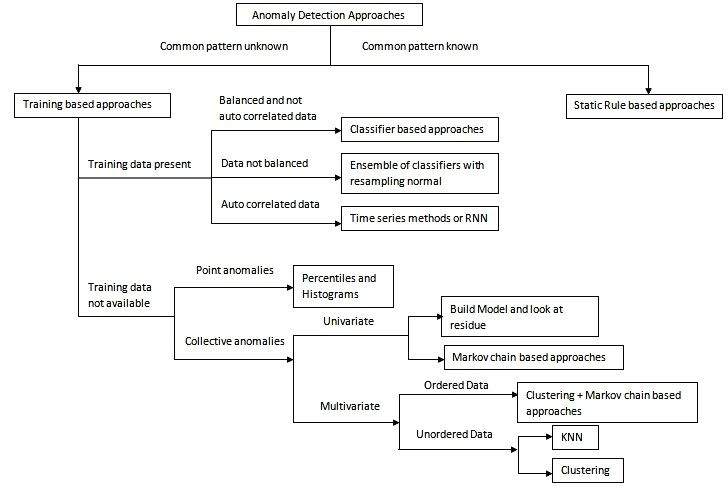 Anomaly Detection Approaches
Common pattern unknown
Common pattern known
Training based approaches
Static Rule based approaches
Balanced and not
auto correlated data
Classifier based approaches
Training data present
Data not balanced
Ensemble of classifiers with
resampling normal
Auto correlated data
Time series methods or RNN
Training data
not available
Point anomalies
Percentiles and
Histograms
Collective anomalies
Univariate
Build Model and look at
residue
Markov chain based approaches
Multivariate
Ordered Data
Clustering + Markov chain based
approaches
Unordered Data
KNN
Clustering